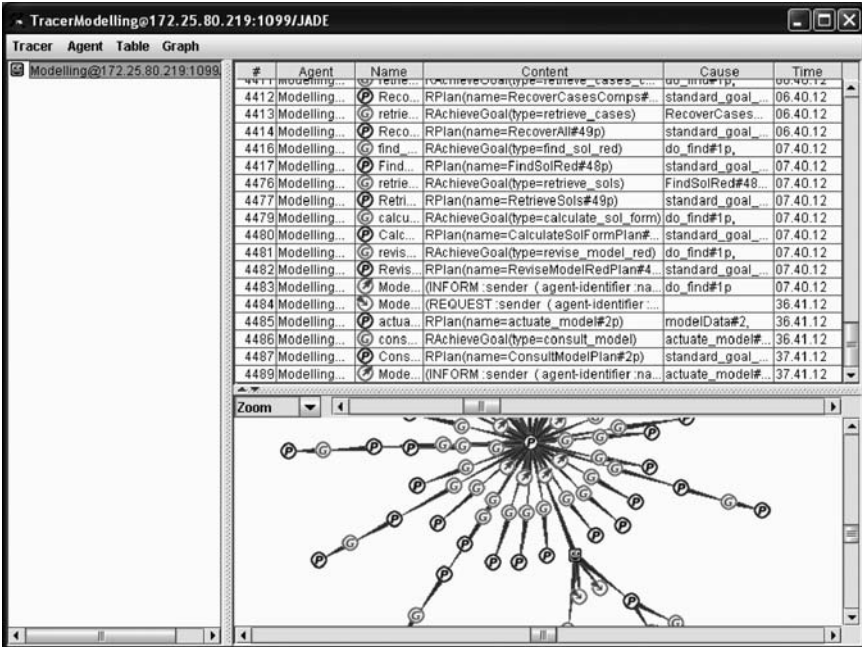 TracerModelling@172.25.80.219:1099/JADE
Tracer Agent Table Graph
Modelling@172.25.80.219:1099.
# Agent Name Content Cause Time
4411 Modelling... retrie... RAchieveGoal(type=retrieve_cases_c... do_find#1p, 06.40.12
4412 Modelling... P Reco... RPlan(name=RecoverCasesComps#... standard_goal_... 06.40.12
4413 Modelling... G retrie... RAchieveGoal(type=retrieve_cases) RecoverCases... 06.40.12
4414 Modelling... P Reco... RPlan(name=RecoverAll#49p) standard_goal_... 06.40.12
4416 Modelling... G find_... RAchieveGoal(type=find_sol_red) do_find#1p, 07.40.12
4417 Modelling... P Find... RPlan(name=FindSolRed#48p) standard_goal_... 07.40.12
4476 Modelling... G retrie... RAchieveGoal(type=retrieve_sols) FindSolRed#48... 07.40.12
4477 Modelling... P Retri... RPlan(name=RetrieveSols#49p) standard_goal_... 07.40.12
4479 Modelling... G calcu... RAchieveGoal(type=calculate_sol_form) do_find#1p, 07.40.12
4480 Modelling... P Calc... RPlan(name=CalculateSolFormPlan#... standard_goal_... 07.40.12
4481 Modelling... G revis... RAchieveGoal(type=revise_model_red) do_find#1p, 07.40.12
4482 Modelling... P Revis... RPlan(name=ReviseModelRedPlan#4... standard_goal_... 07.40.12
4483 Modelling... Mode... (INFORM :sender ( agent-identifier :na... do_find#1p 07.40.12
4484 Modelling... Mode... (REQUEST :sender ( agent-identifier :... 36.41.12
4485 Modelling... P actua... RPlan(name=actuate_model#2p) modelData#2, 36.41.12
4486 Modelling... G cons... RAchieveGoal(type=consult_model) actuate_model#... 36.41.12
4487 Modelling... P Cons... RPlan(name=ConsultModelPlan#2p) standard_goal_... 37.41.12
4489 Modelling... Mode... (INFORM :sender ( agent-identifier :na... actuate_model#... 37.41.12
Zoom